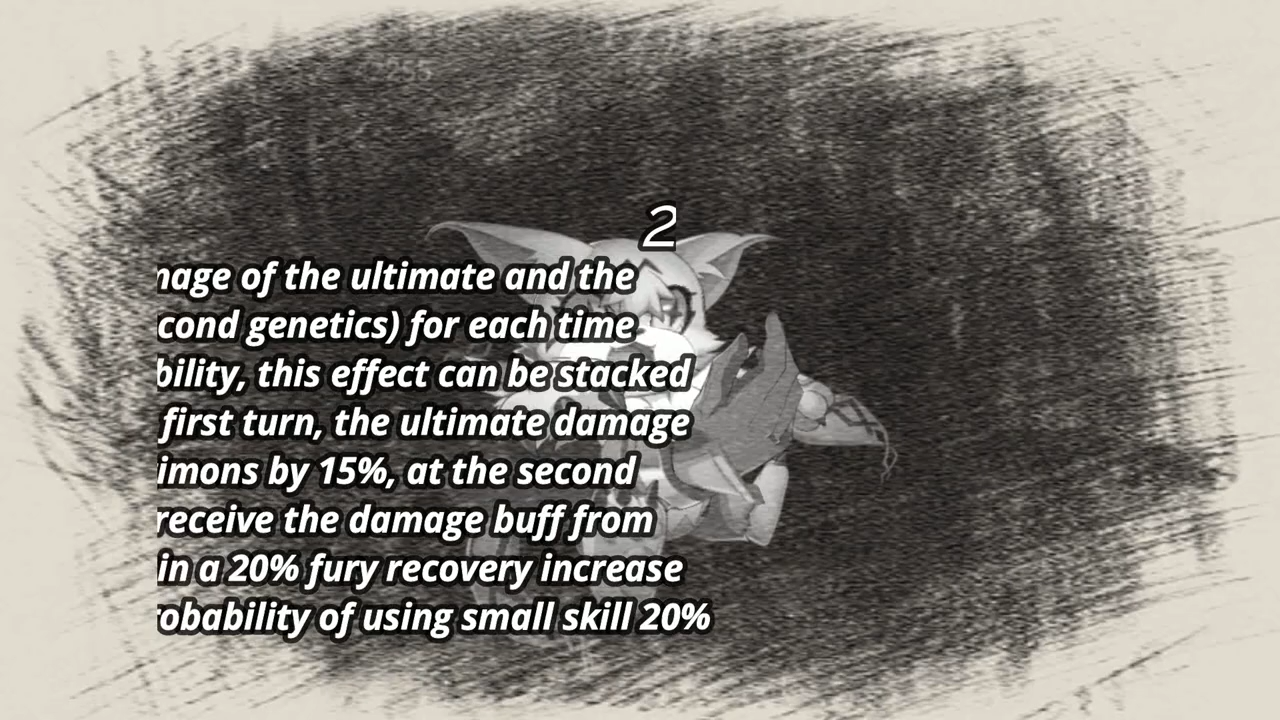 2
nage of the ultimate and the
cond genetics) for each time
bility, this effect can be stacked
first turn, the ultimate damage
imons by 15%, at the second
receive the damage buff from
in a 20% fury recovery increase
robability of using small skill 20%